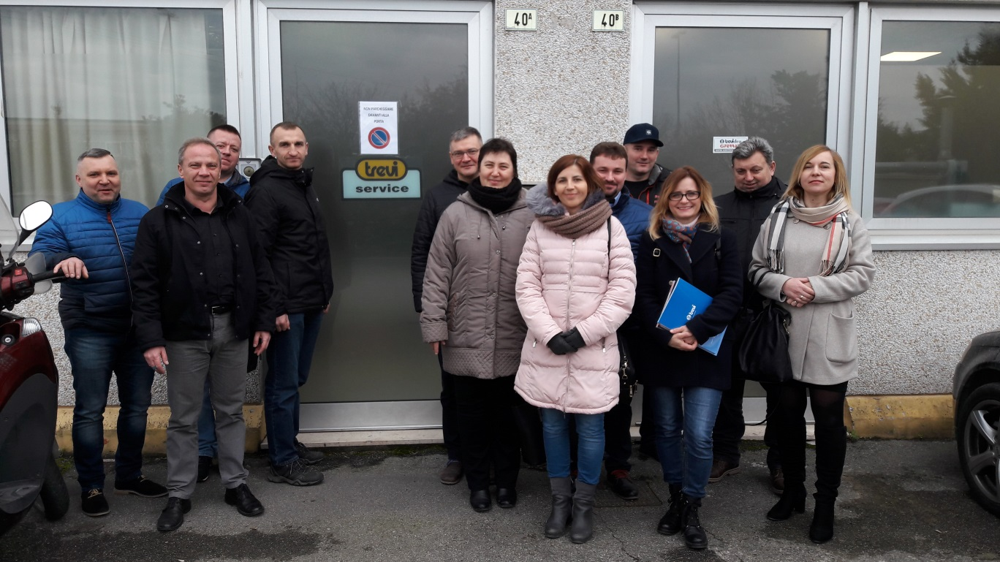 40A
40B
NON PARCHEGGIARE
DAVANTI ALLA
PORTA
trevi
service
trevi